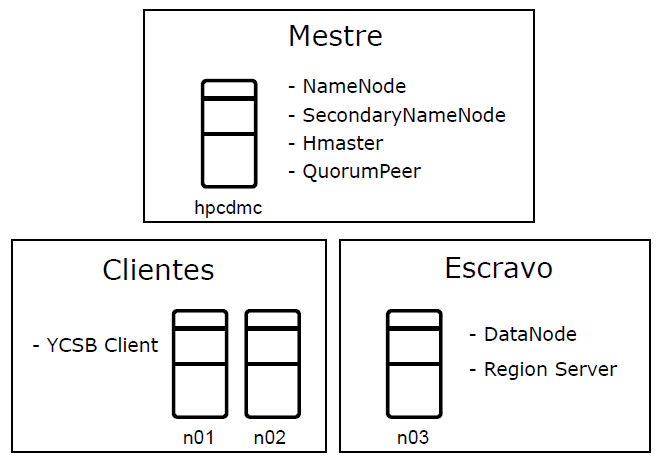 Mestre
- NameNode
- SecondaryNameNode
- Hmaster
- QuorumPeer
hpcdmc
Clientes
- YCSB Client
n01
n02
Escravo
- DataNode
- Region Server
n03